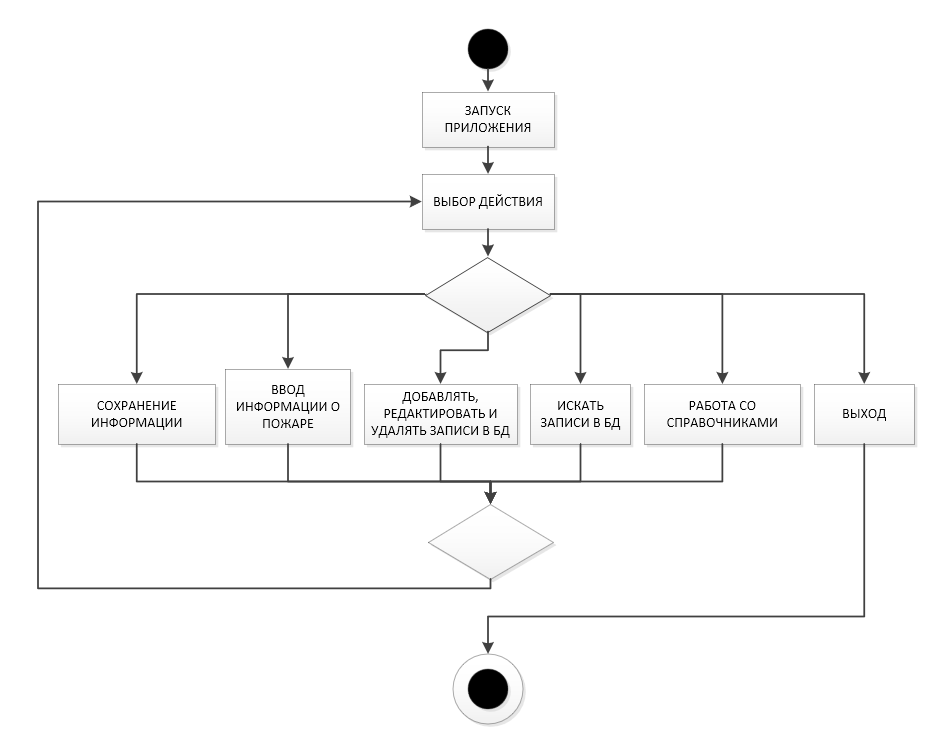 ЗАПУСК
ПРИЛОЖЕНИЯ
ВЫБОР ДЕЙСТВИЯ
СОХРАНЕНИЕ
ИНФОРМАЦИИ
ВВОД
ИНФОРМАЦИИ О
ПОЖАРЕ
ДОБАВЛЯТЬ,
РЕДАКТИРОВАТЬ И
УДАЛЯТЬ ЗАПИСИ В БД
ИСКАТЬ
ЗАПИСИ В БД
РАБОТА СО
СПРАВОЧНИКАМИ
ВЫХОД